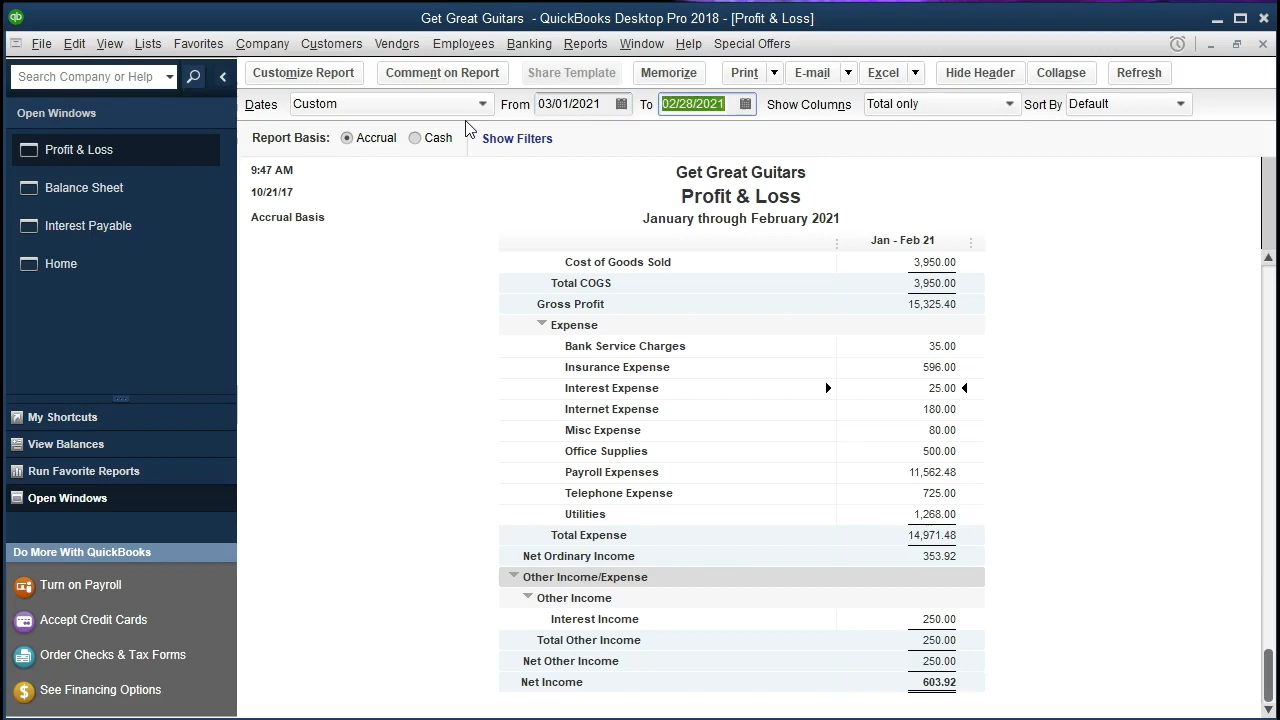 Get Great Guitars - QuickBooks Desktop Pro 2018 - [Profit & Loss]
File Edit View Lists Favorites Company Customers Vendors Employees Banking Reports Window Help Special Offers
Search Company or Help
Customize Report Comment on Report Share Template Memorize Print E-mail Excel Hide Header Collapse Refresh
Dates Custom From 03/01/2021 To 02/28/2021 Show Columns Total only Sort By Default
Report Basis: Accrual Cash Show Filters
Open Windows
Profit & Loss
Balance Sheet
Interest Payable
Home
My Shortcuts
View Balances
Run Favorite Reports
Open Windows
Do More With QuickBooks
Turn on Payroll
Accept Credit Cards
Order Checks & Tax Forms
$ See Financing Options
9:47 AM
10/21/17
Accrual Basis
Get Great Guitars
Profit & Loss
January through February 2021
Jan - Feb 21
Cost of Goods Sold 3,950.00
Total COGS 3,950.00
Gross Profit 15,325.40
Expense
Bank Service Charges 35.00
Insurance Expense 596.00
Interest Expense 25.00
Internet Expense 180.00
Misc Expense 80.00
Office Supplies 500.00
Payroll Expenses 11,562.48
Telephone Expense 725.00
Utilities 1,268.00
Total Expense 14,971.48
Net Ordinary Income 353.92
Other Income/Expense
Other Income
Interest Income 250.00
Total Other Income 250.00
Net Other Income 250.00
Net Income 603.92